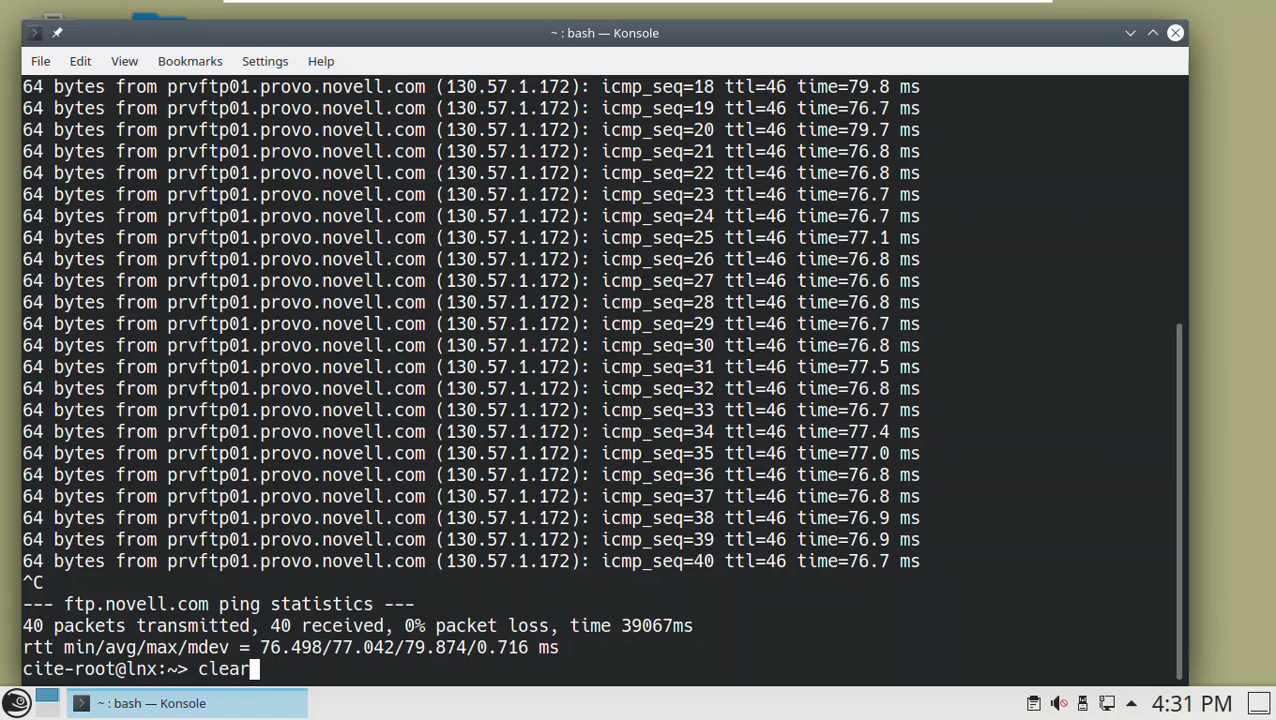 ~ : bash — Konsole
File Edit View Bookmarks Settings Help
64 bytes from prvftp01.provo.novell.com (130.57.1.172): icmp_seq=18 ttl=46 time=79.8 ms
64 bytes from prvftp01.provo.novell.com (130.57.1.172): icmp_seq=19 ttl=46 time=76.7 ms
64 bytes from prvftp01.provo.novell.com (130.57.1.172): icmp_seq=20 ttl=46 time=79.7 ms
64 bytes from prvftp01.provo.novell.com (130.57.1.172): icmp_seq=21 ttl=46 time=76.8 ms
64 bytes from prvftp01.provo.novell.com (130.57.1.172): icmp_seq=22 ttl=46 time=76.8 ms
64 bytes from prvftp01.provo.novell.com (130.57.1.172): icmp_seq=23 ttl=46 time=76.7 ms
64 bytes from prvftp01.provo.novell.com (130.57.1.172): icmp_seq=24 ttl=46 time=76.7 ms
64 bytes from prvftp01.provo.novell.com (130.57.1.172): icmp_seq=25 ttl=46 time=77.1 ms
64 bytes from prvftp01.provo.novell.com (130.57.1.172): icmp_seq=26 ttl=46 time=76.8 ms
64 bytes from prvftp01.provo.novell.com (130.57.1.172): icmp_seq=27 ttl=46 time=76.6 ms
64 bytes from prvftp01.provo.novell.com (130.57.1.172): icmp_seq=28 ttl=46 time=76.8 ms
64 bytes from prvftp01.provo.novell.com (130.57.1.172): icmp_seq=29 ttl=46 time=76.7 ms
64 bytes from prvftp01.provo.novell.com (130.57.1.172): icmp_seq=30 ttl=46 time=76.8 ms
64 bytes from prvftp01.provo.novell.com (130.57.1.172): icmp_seq=31 ttl=46 time=77.5 ms
64 bytes from prvftp01.provo.novell.com (130.57.1.172): icmp_seq=32 ttl=46 time=76.8 ms
64 bytes from prvftp01.provo.novell.com (130.57.1.172): icmp_seq=33 ttl=46 time=76.7 ms
64 bytes from prvftp01.provo.novell.com (130.57.1.172): icmp_seq=34 ttl=46 time=77.4 ms
64 bytes from prvftp01.provo.novell.com (130.57.1.172): icmp_seq=35 ttl=46 time=77.0 ms
64 bytes from prvftp01.provo.novell.com (130.57.1.172): icmp_seq=36 ttl=46 time=76.8 ms
64 bytes from prvftp01.provo.novell.com (130.57.1.172): icmp_seq=37 ttl=46 time=76.8 ms
64 bytes from prvftp01.provo.novell.com (130.57.1.172): icmp_seq=38 ttl=46 time=76.9 ms
64 bytes from prvftp01.provo.novell.com (130.57.1.172): icmp_seq=39 ttl=46 time=76.9 ms
64 bytes from prvftp01.provo.novell.com (130.57.1.172): icmp_seq=40 ttl=46 time=76.7 ms
^C
--- ftp.novell.com ping statistics ---
40 packets transmitted, 40 received, 0% packet loss, time 39067ms
rtt min/avg/max/mdev = 76.498/77.042/79.874/0.716 ms
cite-root@lnx:~> clear
~ : bash — Konsole
4:31 PM